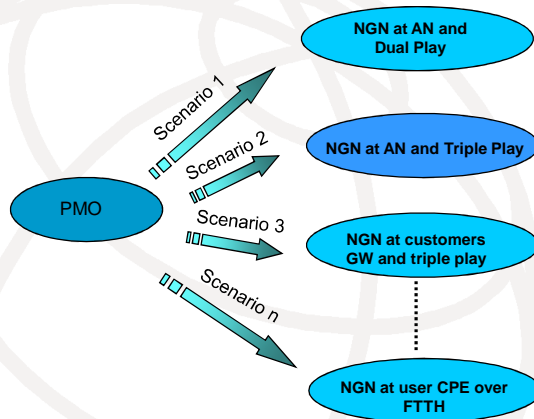 NGN at AN and
Dual Play
Scenario 1
Scenario 2
NGN at AN and Triple Play
PMO
Scenario 3
NGN at customers
GW and triple play
Scenario n
NGN at user CPE over
FTTH